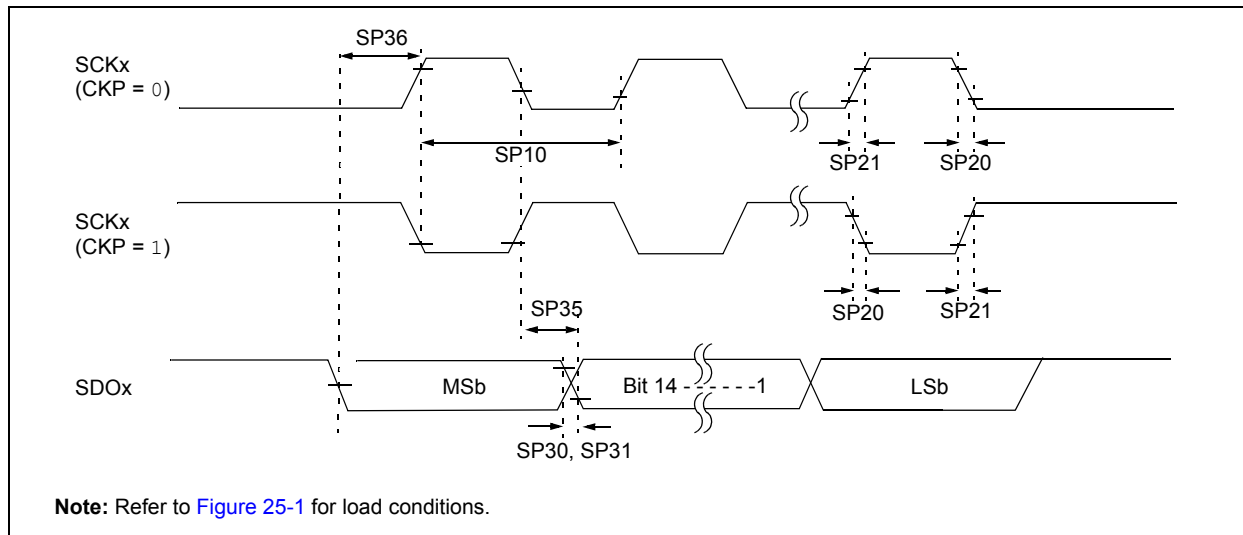 SP36
SCKx
(CKP = 0)
SP10
SP21
SP20
SCKx
(CKP = 1)
SP35
SP20
SP21
SDOx
MSb
Bit 14 - - - - - -1
LSb
SP30, SP31
Note: Refer to Figure 25-1 for load conditions.